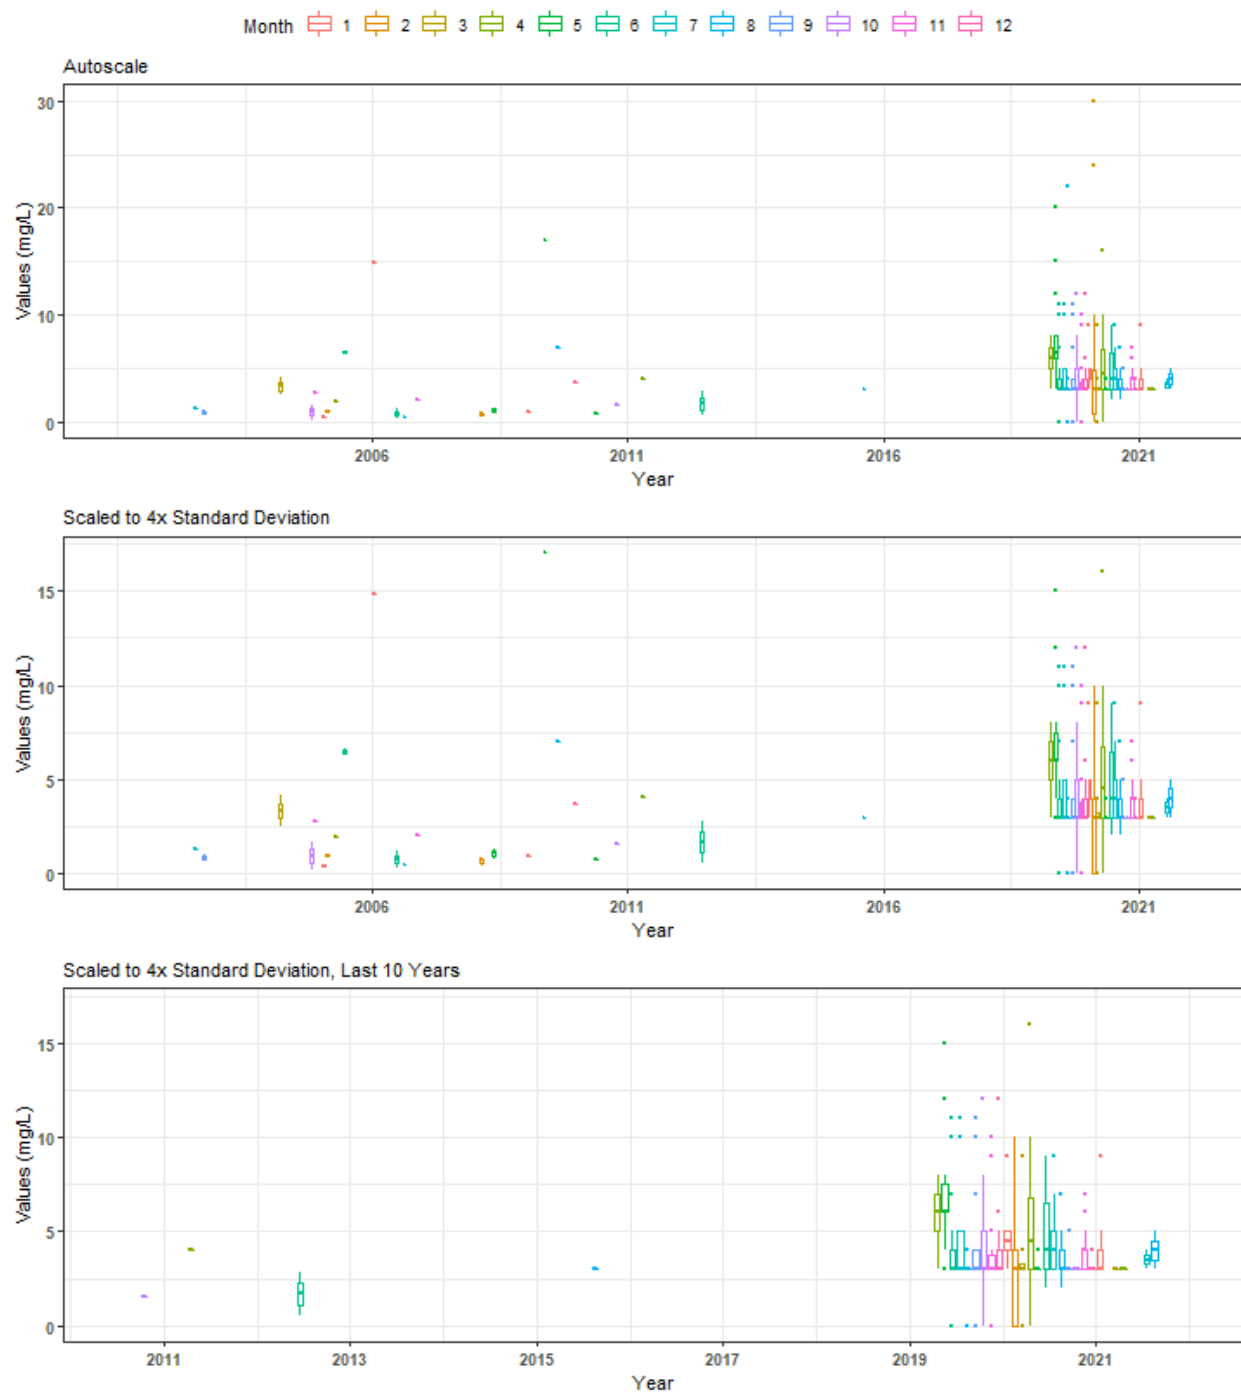 Month 1 2 3 4 5 6 7 8 9 10 11 12
Autoscale
30
20
10
0
Values (mg/L)
2006 2011 2016 2021
Year
Scaled to 4x Standard Deviation
15
10
5
0
Values (mg/L)
2006 2011 2016 2021
Year
Scaled to 4x Standard Deviation, Last 10 Years
15
10
5
0
Values (mg/L)
2011 2013 2015 2017 2019 2021
Year